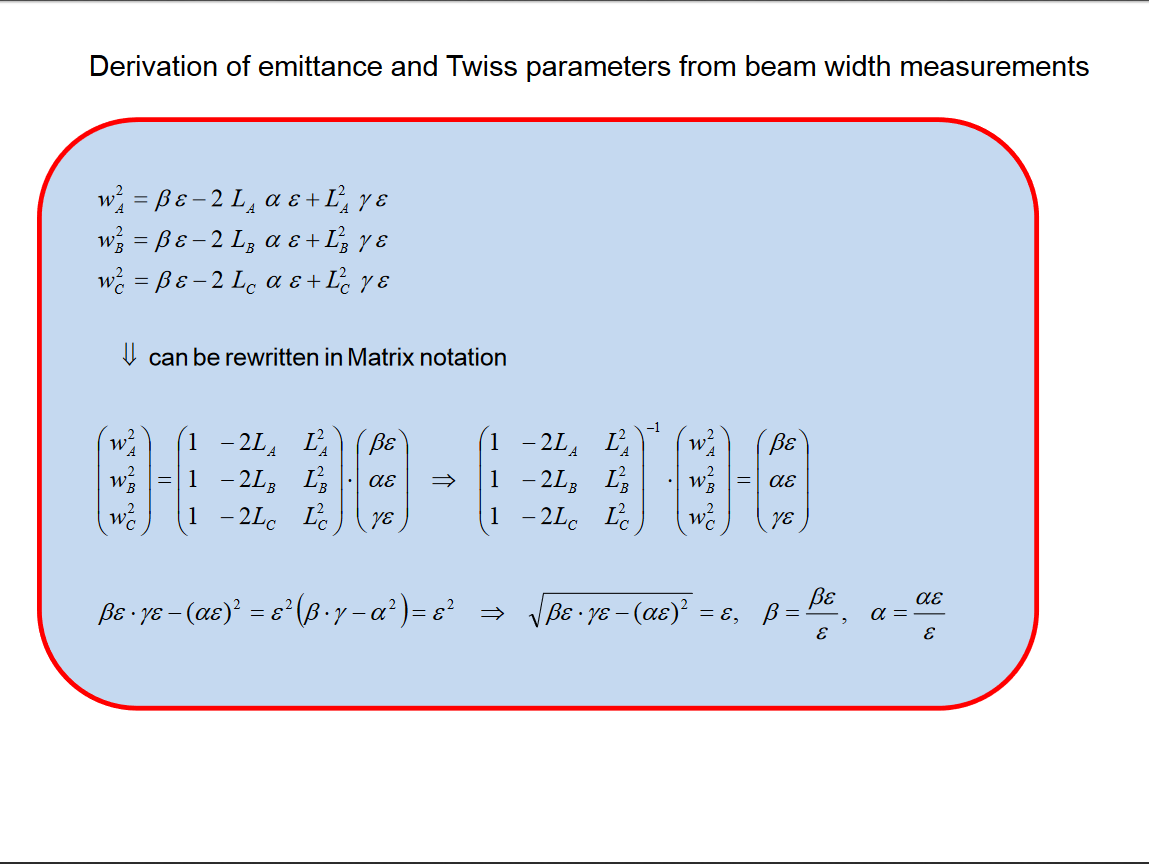 Derivation of emittance and Twiss parameters from beam width measurements
w_A^2 = β ε − 2 L_A α ε + L_A^2 γ ε
w_B^2 = β ε − 2 L_B α ε + L_B^2 γ ε
w_C^2 = β ε − 2 L_C α ε + L_C^2 γ ε
⇓ can be rewritten in Matrix notation
(w_A^2; w_B^2; w_C^2) = (1 −2L_A L_A^2; 1 −2L_B L_B^2; 1 −2L_C L_C^2) · (βε; αε; γε) ⇒ (1 −2L_A L_A^2; 1 −2L_B L_B^2; 1 −2L_C L_C^2)^−1 · (w_A^2; w_B^2; w_C^2) = (βε; αε; γε)
βε · γε − (αε)^2 = ε^2 (β · γ − α^2) = ε^2 ⇒ √(βε · γε − (αε)^2) = ε, β = βε/ε, α = αε/ε